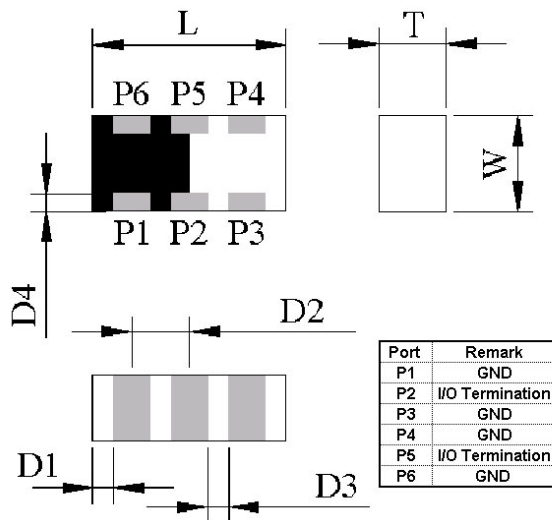 L
T
P6 P5 P4
W
P1 P2 P3
D4
D2
D1
D3
Port Remark
P1 GND
P2 I/O Termination
P3 GND
P4 GND
P5 I/O Termination
P6 GND